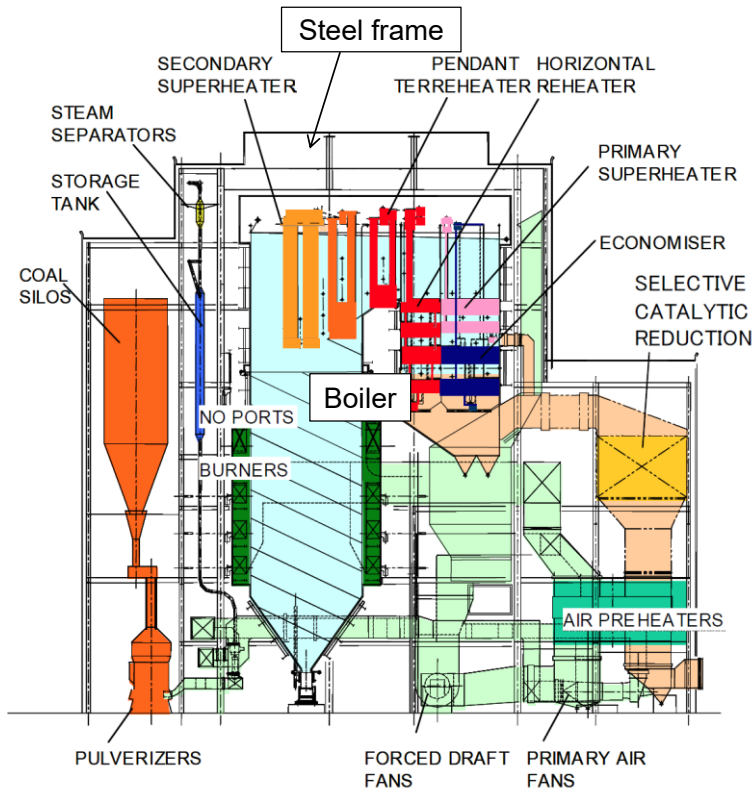 Steel frame
SECONDARY
SUPERHEATER
PENDANT
TERREHEATER
HORIZONTAL
REHEATER
STEAM
SEPARATORS
STORAGE
TANK
COAL
SILOS
PRIMARY
SUPERHEATER
ECONOMISER
SELECTIVE
CATALYTIC
REDUCTION
Boiler
NO PORTS
BURNERS
AIR PREHEATERS
PULVERIZERS
FORCED DRAFT
FANS
PRIMARY AIR
FANS